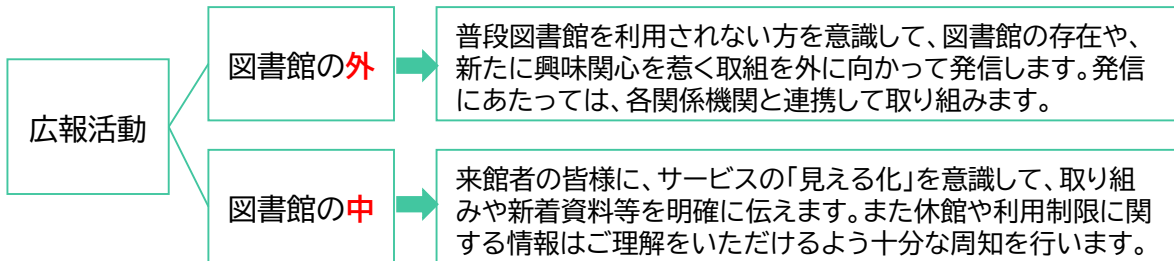 広報活動
図書館の外
普段図書館を利用されない方を意識して、図書館の存在や、
新たに興味関心を惹く取組を外に向かって発信します。発信
にあたっては、各関係機関と連携して取り組みます。
図書館の中
来館者の皆様に、サービスの「見える化」を意識して、取り組
みや新着資料等を明確に伝えます。また休館や利用制限に関
する情報はご理解をいただけるよう十分な周知を行います。